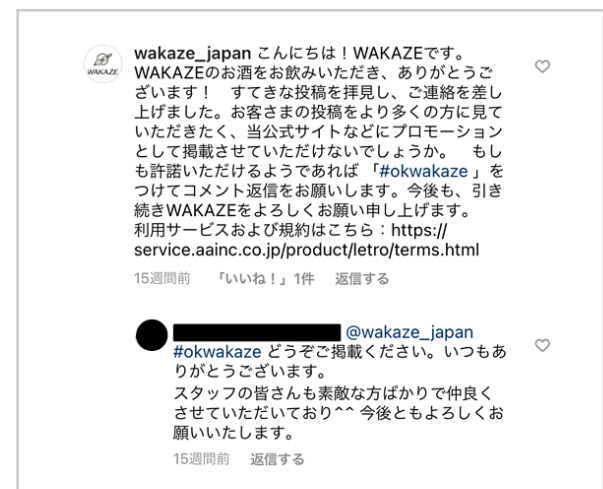 wakaze_japan こんにちは！WAKAZEです。
WAKAZEのお酒をお飲みいただき、ありがとうご
ざいます！　すてきな投稿を拝見し、ご連絡を差し
上げました。お客さまの投稿をより多くの方に見て
いただきたく、当公式サイトなどにプロモーション
として掲載させていただけないでしょうか。　もし
も許諾いただけるようであれば 「#okwakaze 」を
つけてコメント返信をお願いします。今後も、引き
続きWAKAZEをよろしくお願い申し上げます。
利用サービスおよび規約はこちら：https://
service.aainc.co.jp/product/letro/terms.html
WAKAZE
15週間前　「いいね！」1件　返信する
@wakaze_japan
#okwakaze どうぞご掲載ください。いつもあ
りがとうございます。
スタッフの皆さんも素敵な方ばかりで仲良く
させていただいており^^ 今後ともよろしくお
願いいたします。
15週間前　返信する